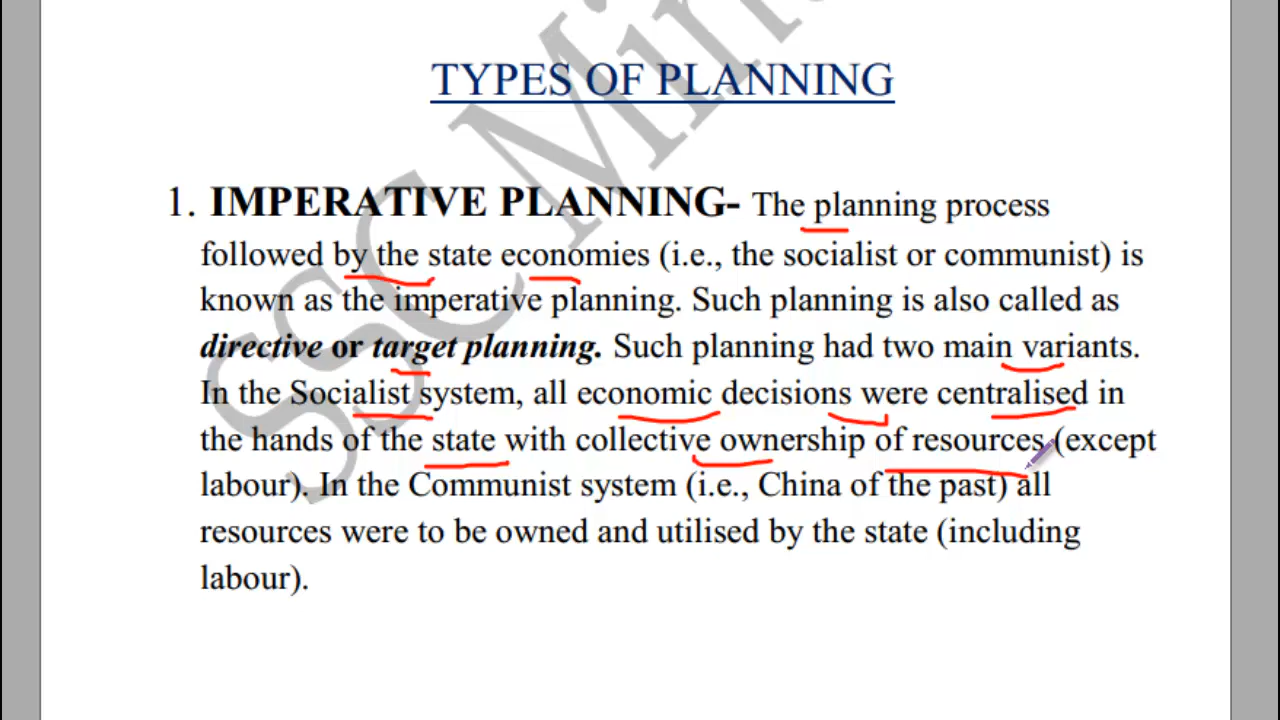 TYPES OF PLANNING
1. IMPERATIVE PLANNING- The planning process
followed by the state economies (i.e., the socialist or communist) is
known as the imperative planning. Such planning is also called as
directive or target planning. Such planning had two main variants.
In the Socialist system, all economic decisions were centralised in
the hands of the state with collective ownership of resources (except
labour). In the Communist system (i.e., China of the past) all
resources were to be owned and utilised by the state (including
labour).
SSC Min